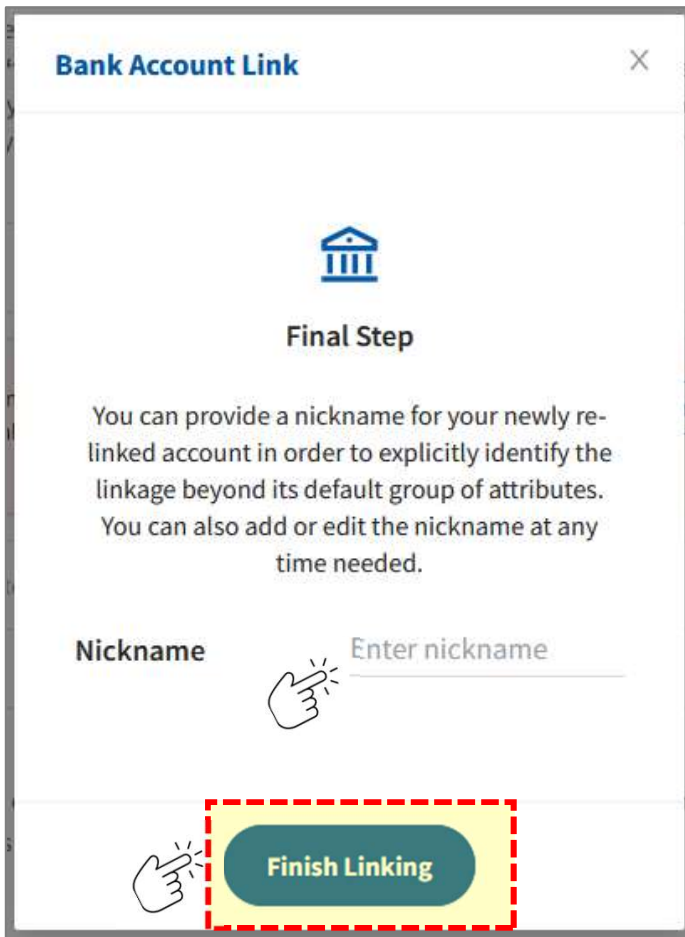 Bank Account Link
Final Step
You can provide a nickname for your newly re-
linked account in order to explicitly identify the
linkage beyond its default group of attributes.
You can also add or edit the nickname at any
time needed.
Nickname Enter nickname
Finish Linking